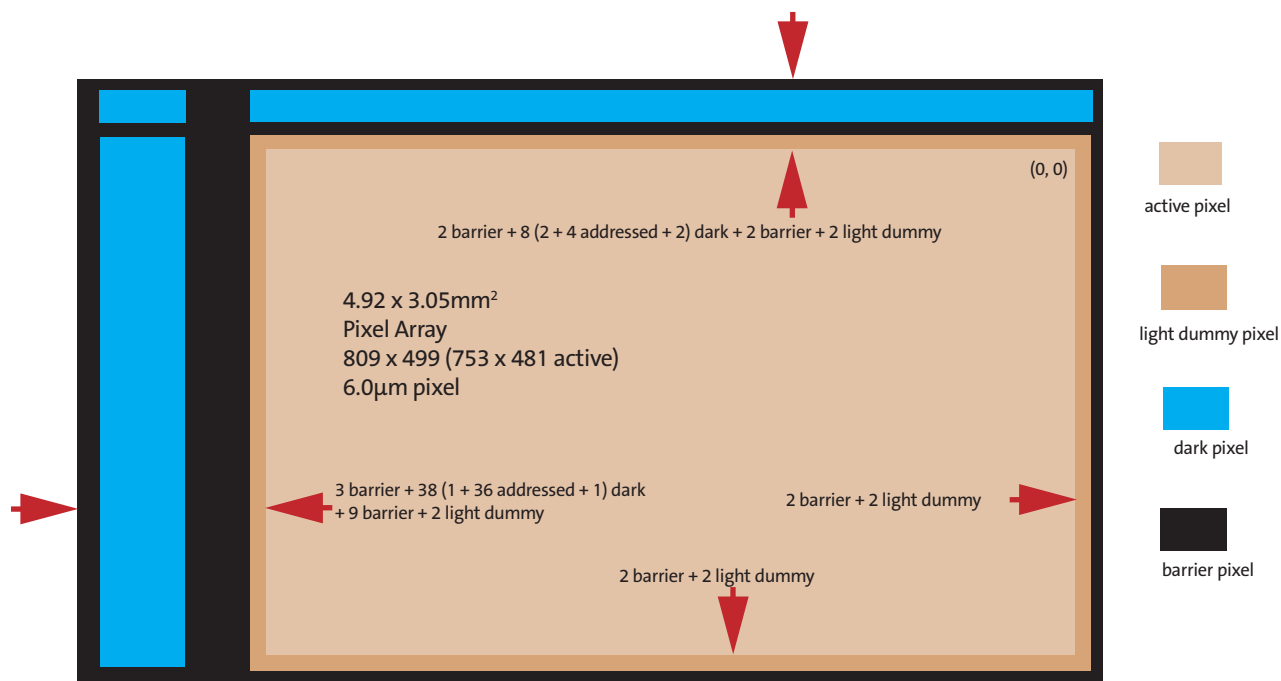 (0, 0)
active pixel
2 barrier + 8 (2 + 4 addressed + 2) dark + 2 barrier + 2 light dummy
4.92 x 3.05mm²
Pixel Array
809 x 499 (753 x 481 active)
6.0µm pixel
light dummy pixel
dark pixel
3 barrier + 38 (1 + 36 addressed + 1) dark
+ 9 barrier + 2 light dummy
2 barrier + 2 light dummy
2 barrier + 2 light dummy
barrier pixel